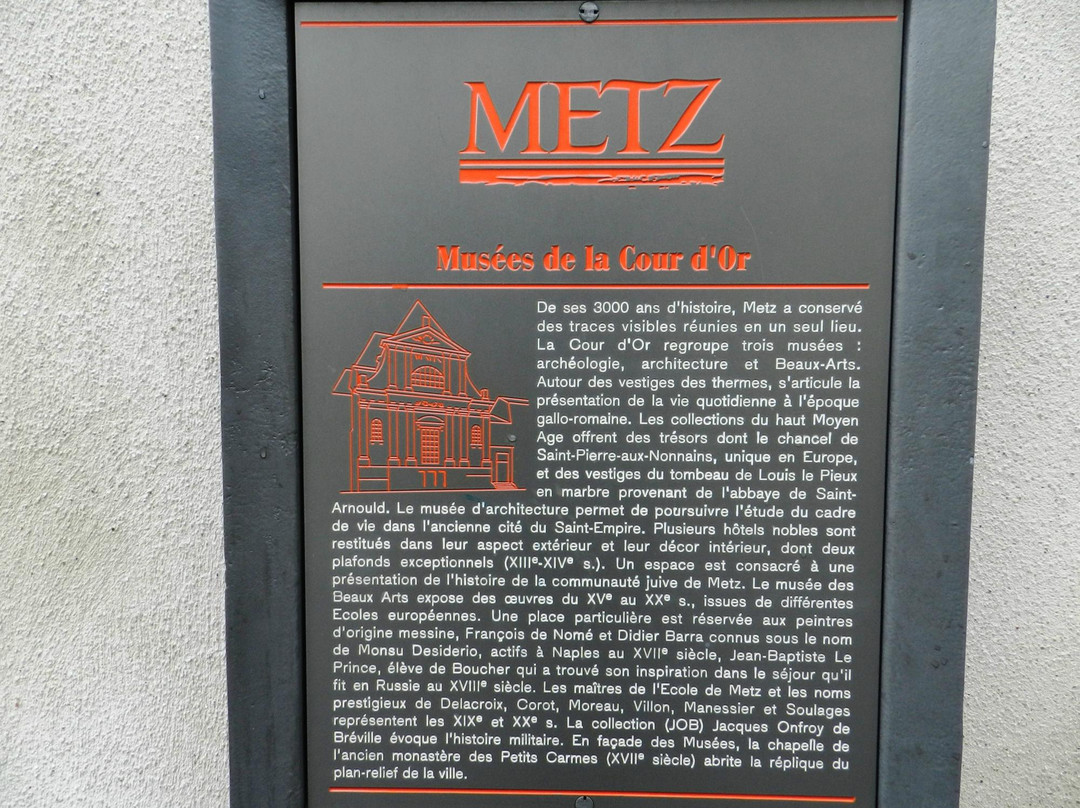 METZ
Musées de la Cour d'Or
De ses 3000 ans d'histoire, Metz a conservé
des traces visibles réunies en un seul lieu.
La Cour d'Or regroupe trois musées :
archéologie, architecture et Beaux-Arts.
Autour des vestiges des thermes, s'articule la
présentation de la vie quotidienne à l'époque
gallo-romaine. Les collections du haut Moyen
Age offrent des trésors dont le chancel de
Saint-Pierre-aux-Nonnains, unique en Europe,
et des vestiges du tombeau de Louis le Pieux
en marbre provenant de l'abbaye de Saint-
Arnould. Le musée d'architecture permet de poursuivre l'étude du cadre
de vie dans l'ancienne cité du Saint-Empire. Plusieurs hôtels nobles sont
restitués dans leur aspect extérieur et leur décor intérieur, dont deux
plafonds exceptionnels (XIIIᵉ-XIVᵉ s.). Un espace est consacré à une
présentation de l'histoire de la communauté juive de Metz. Le musée des
Beaux Arts expose des œuvres du XVᵉ au XXᵉ s., issues de différentes
Ecoles européennes. Une place particulière est réservée aux peintres
d'origine messine, François de Nomé et Didier Barra connus sous le nom
de Monsu Desiderio, actifs à Naples au XVIIᵉ siècle, Jean-Baptiste Le
Prince, élève de Boucher qui a trouvé son inspiration dans le séjour qu'il
fit en Russie au XVIIIᵉ siècle. Les maîtres de l'Ecole de Metz et les noms
prestigieux de Delacroix, Corot, Moreau, Villon, Manessier et Soulages
représentent les XIXᵉ et XXᵉ s. La collection (JOB) Jacques Onfroy de
Bréville évoque l'histoire militaire. En façade des Musées, la chapelle de
l'ancien monastère des Petits Carmes (XVIIᵉ siècle) abrite la réplique du
plan-relief de la ville.